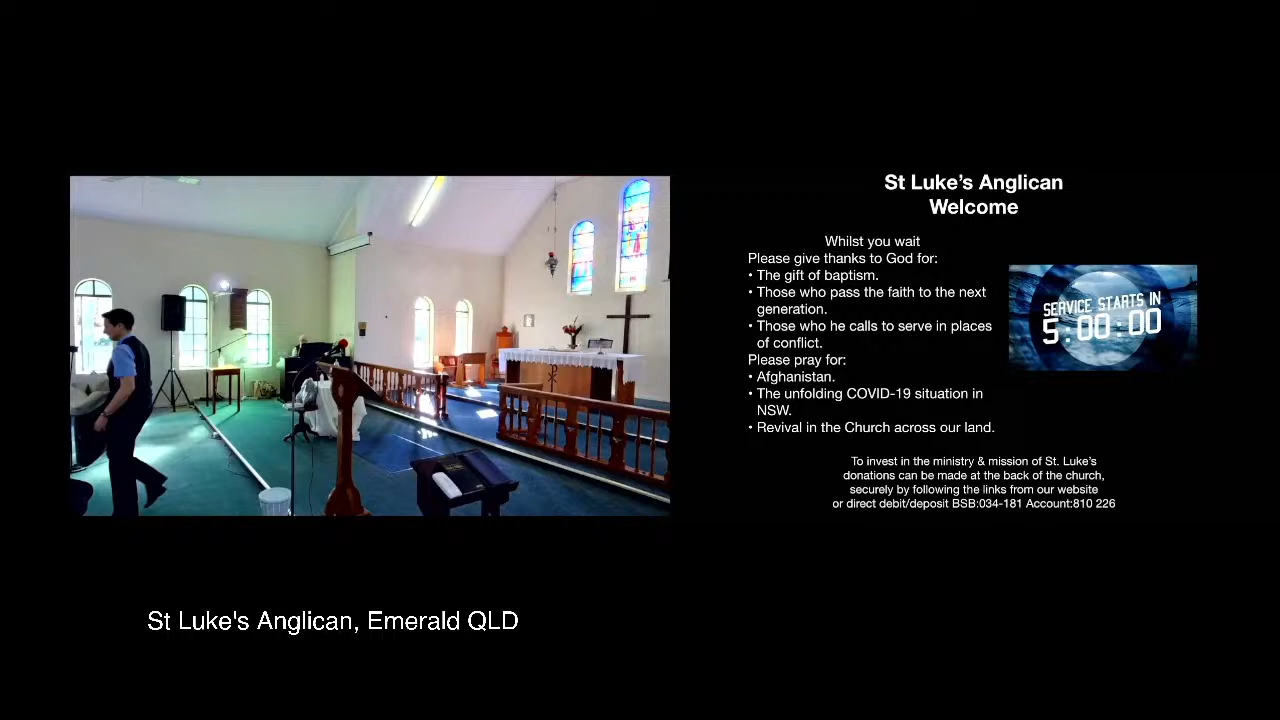 St Luke’s Anglican
Welcome
Whilst you wait
Please give thanks to God for:
• The gift of baptism.
• Those who pass the faith to the next
generation.
• Those who he calls to serve in places
of conflict.
Please pray for:
• Afghanistan.
• The unfolding COVID-19 situation in
NSW.
• Revival in the Church across our land.
SERVICE STARTS IN
5:00:00
To invest in the ministry & mission of St. Luke’s
donations can be made at the back of the church,
securely by following the links from our website
or direct debit/deposit BSB:034-181 Account:810 226
St Luke's Anglican, Emerald QLD